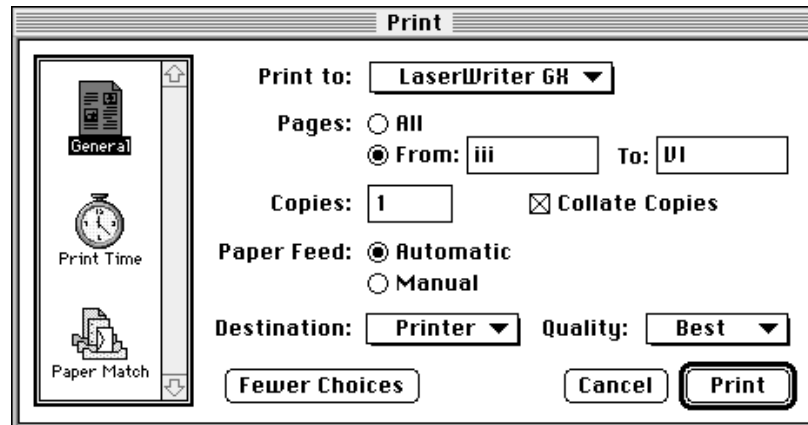 Print
General
Print Time
Paper Match
Print to: LaserWriter GX
Pages: All
From: iii To: VI
Copies: 1 Collate Copies
Paper Feed: Automatic
Manual
Destination: Printer Quality: Best
Fewer Choices Cancel Print